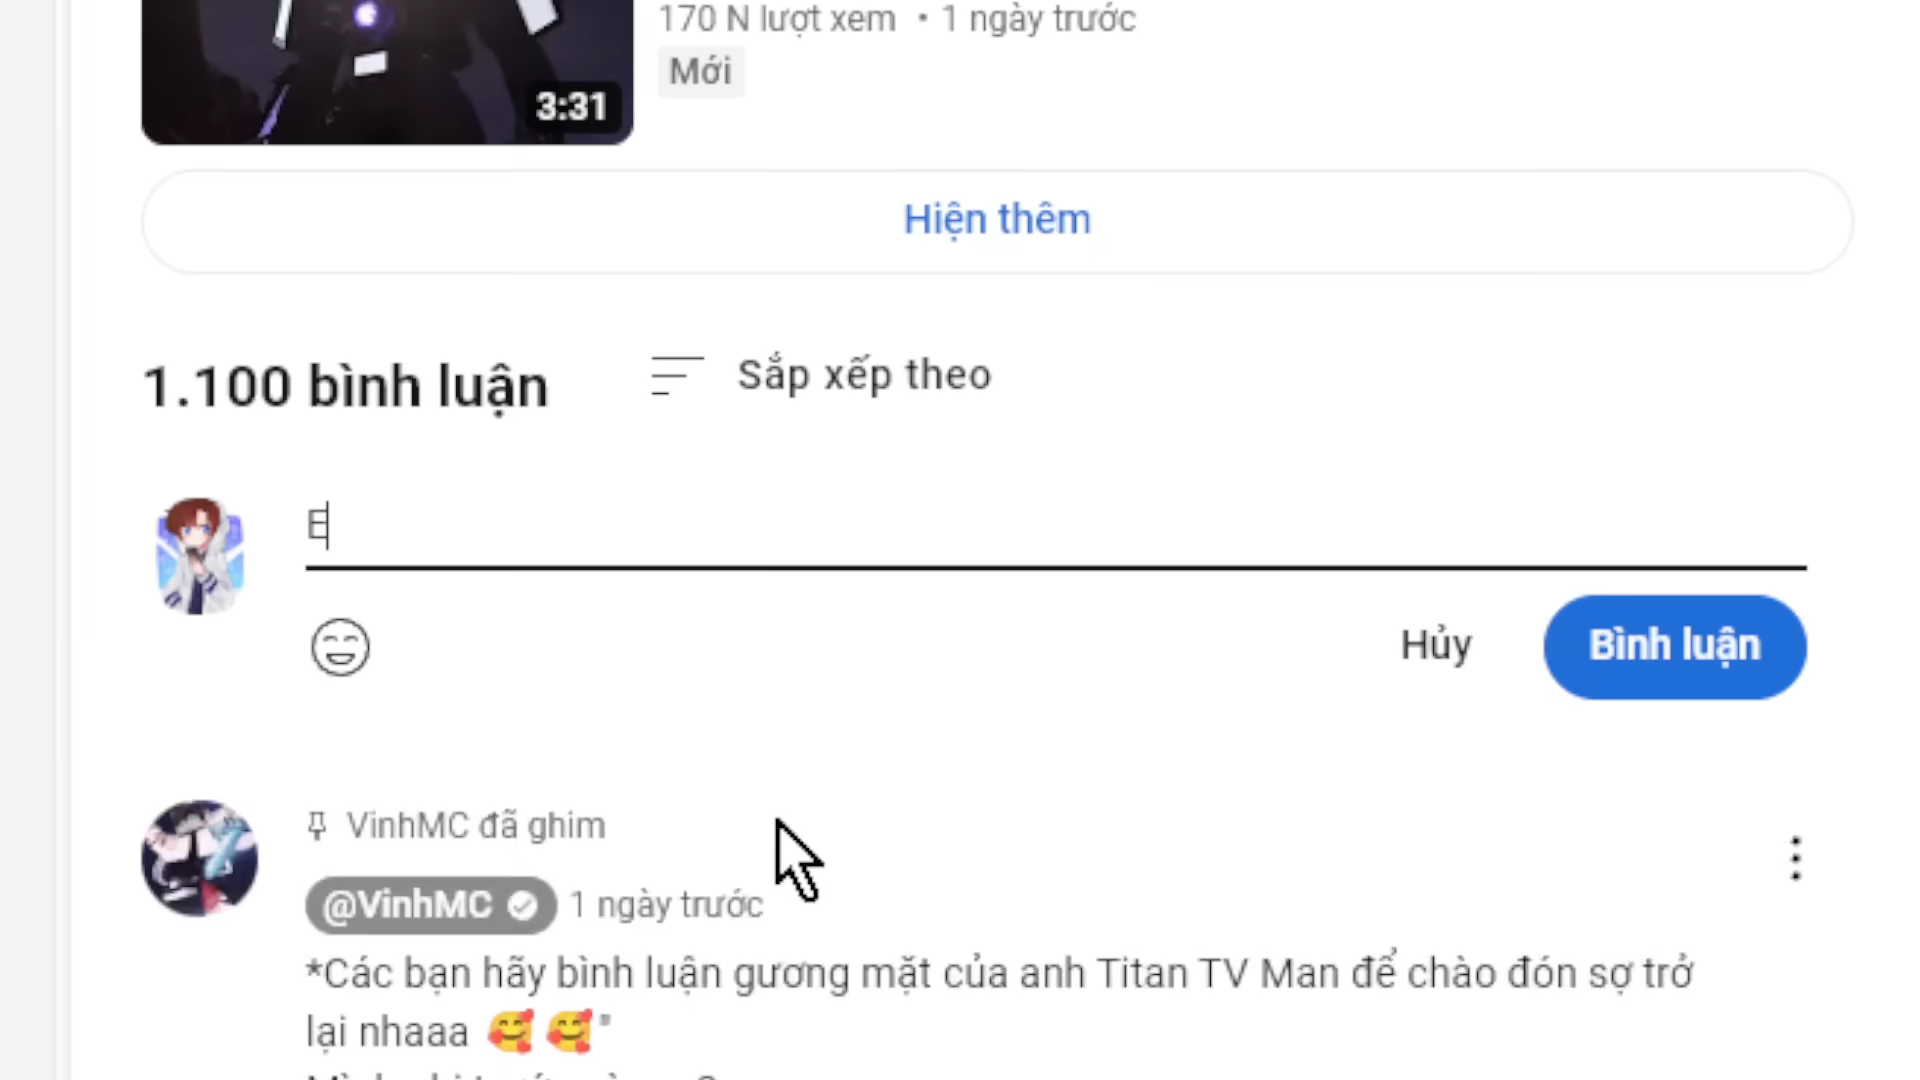 170 N lượt xem • 1 ngày trước
Mới
3:31
Hiện thêm
1.100 bình luận
Sắp xếp theo
E
Hủy
Bình luận
VinhMC đã ghim
@VinhMC
1 ngày trước
*Các bạn hãy bình luận gương mặt của anh Titan TV Man để chào đón sợ trở
lại nhaaa 🥰 🥰"